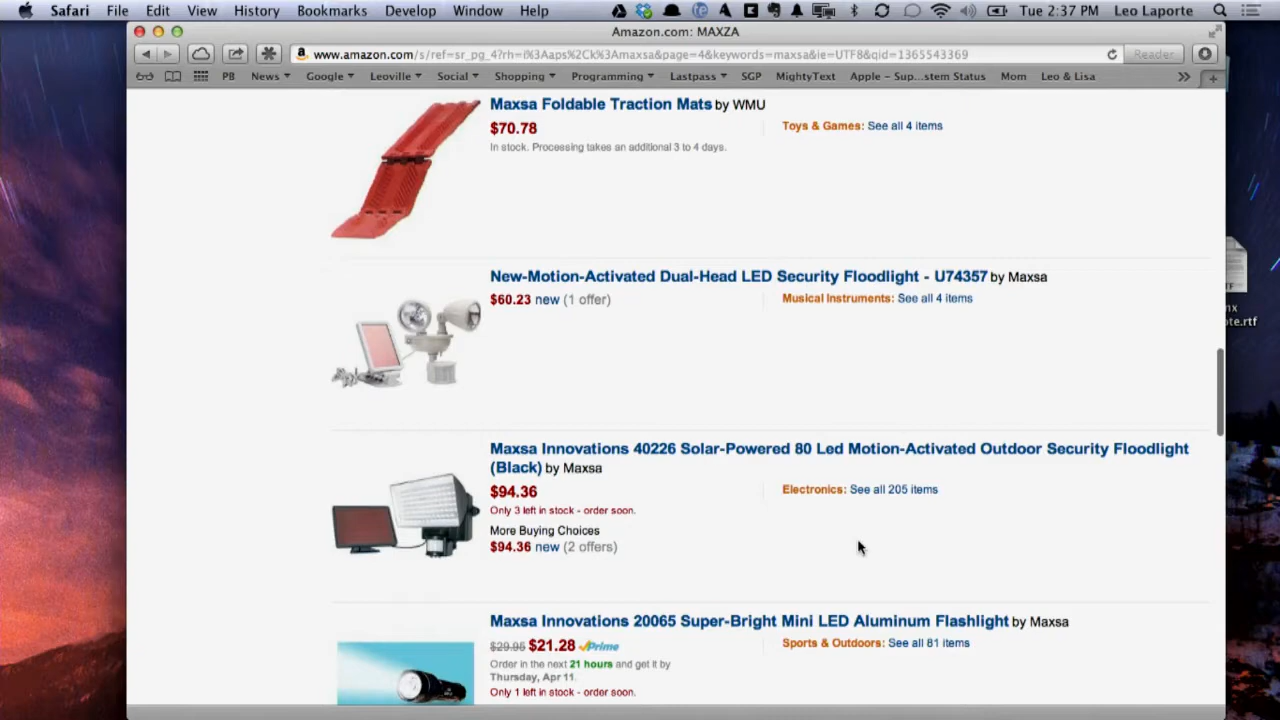 Safari File Edit View History Bookmarks Develop Window Help Tue 2:37 PM Leo Laporte
Amazon.com: MAXZA
www.amazon.com/s/ref=sr_pg_4?rh=i%3Aaps%2Ck%3Amaxsa&page=4&keywords=maxsa&ie=UTF8&qid=1365543369 Reader
PB News Google Leoville Social Shopping Programming Lastpass SGP MightyText Apple – Sup...stem Status Mom Leo & Lisa
Maxsa Foldable Traction Mats by WMU
$70.78
In stock. Processing takes an additional 3 to 4 days.
Toys & Games: See all 4 items
New-Motion-Activated Dual-Head LED Security Floodlight - U74357 by Maxsa
$60.23 new (1 offer)
Musical Instruments: See all 4 items
Maxsa Innovations 40226 Solar-Powered 80 Led Motion-Activated Outdoor Security Floodlight
(Black) by Maxsa
$94.36
Only 3 left in stock - order soon.
More Buying Choices
$94.36 new (2 offers)
Electronics: See all 205 items
Maxsa Innovations 20065 Super-Bright Mini LED Aluminum Flashlight by Maxsa
$29.95 $21.28 Prime
Order in the next 21 hours and get it by
Thursday, Apr 11.
Only 1 left in stock - order soon.
Sports & Outdoors: See all 81 items